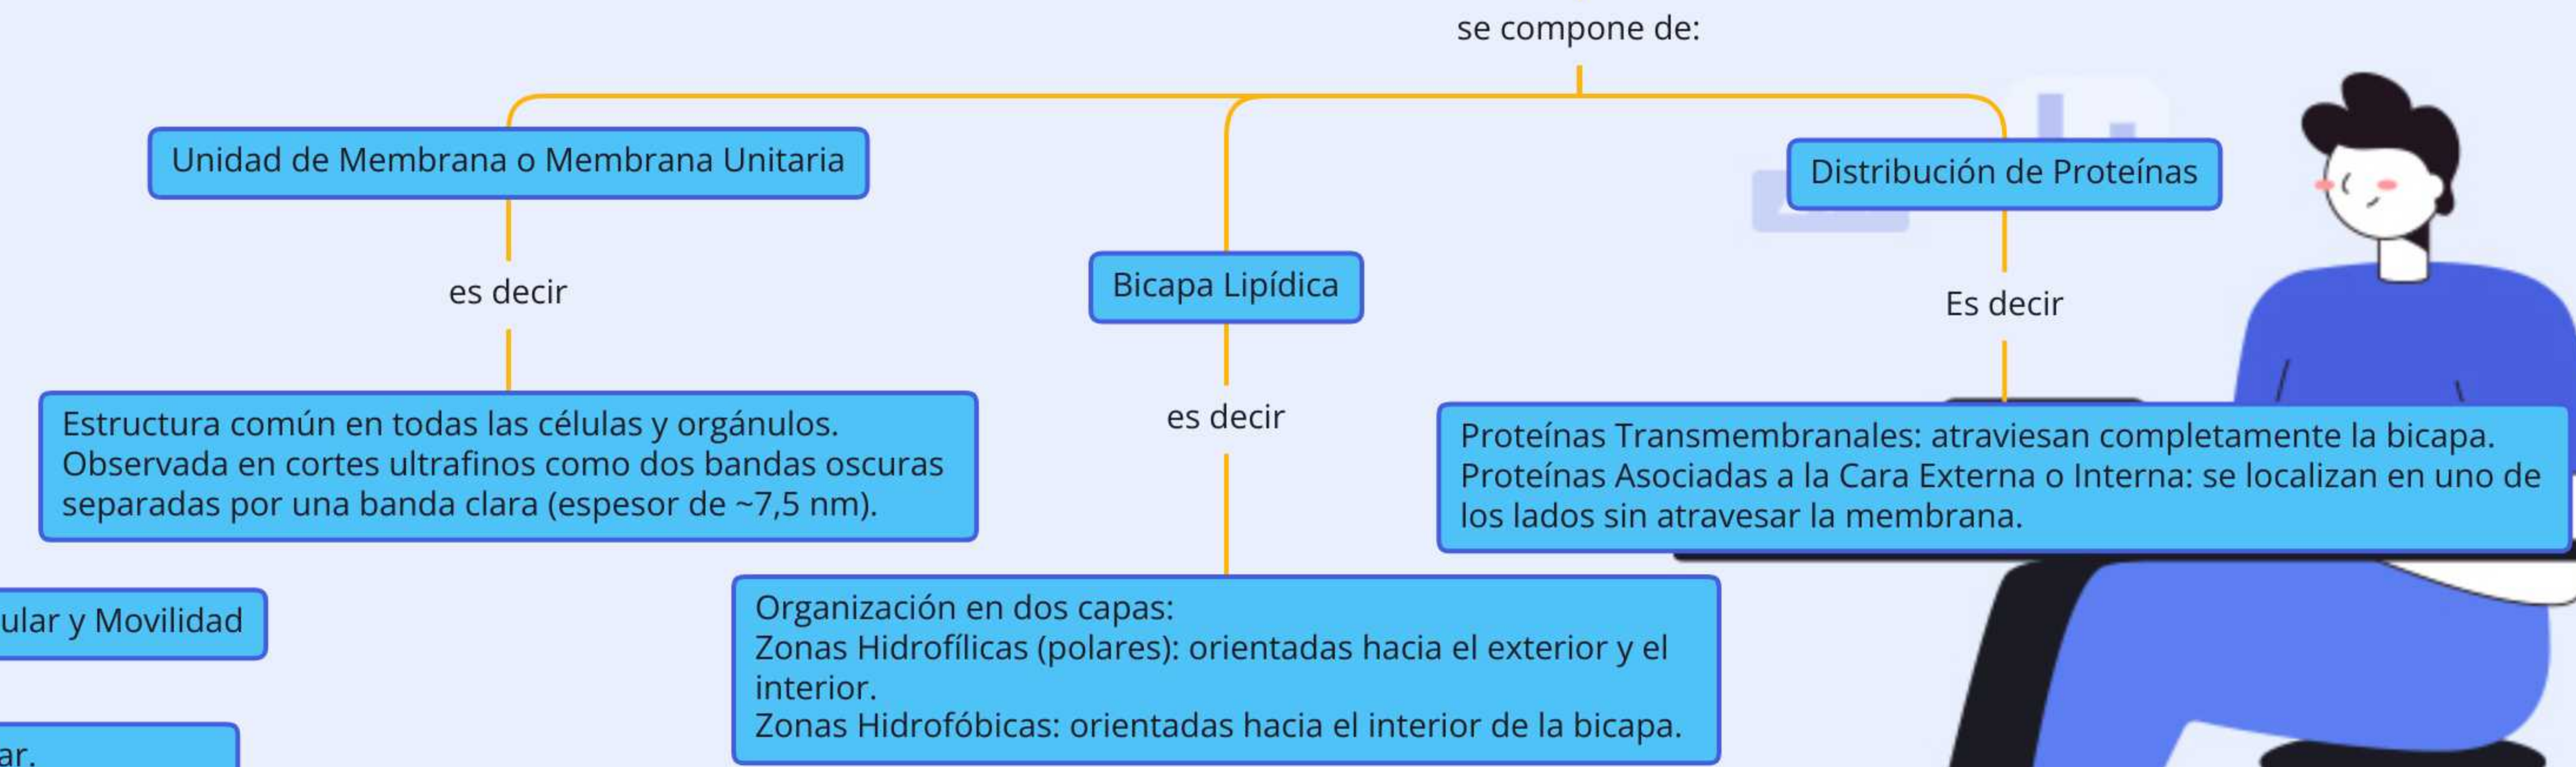 se compone de:
Unidad de Membrana o Membrana Unitaria
Distribución de Proteínas
Bicapa Lipídica
es decir
Es decir
es decir
Estructura común en todas las células y orgánulos.
Observada en cortes ultrafinos como dos bandas oscuras
separadas por una banda clara (espesor de ~7,5 nm).
Proteínas Transmembranales: atraviesan completamente la bicapa.
Proteínas Asociadas a la Cara Externa o Interna: se localizan en uno de
los lados sin atravesar la membrana.
ular y Movilidad
Organización en dos capas:
Zonas Hidrofílicas (polares): orientadas hacia el exterior y el
interior.
Zonas Hidrofóbicas: orientadas hacia el interior de la bicapa.
ar.